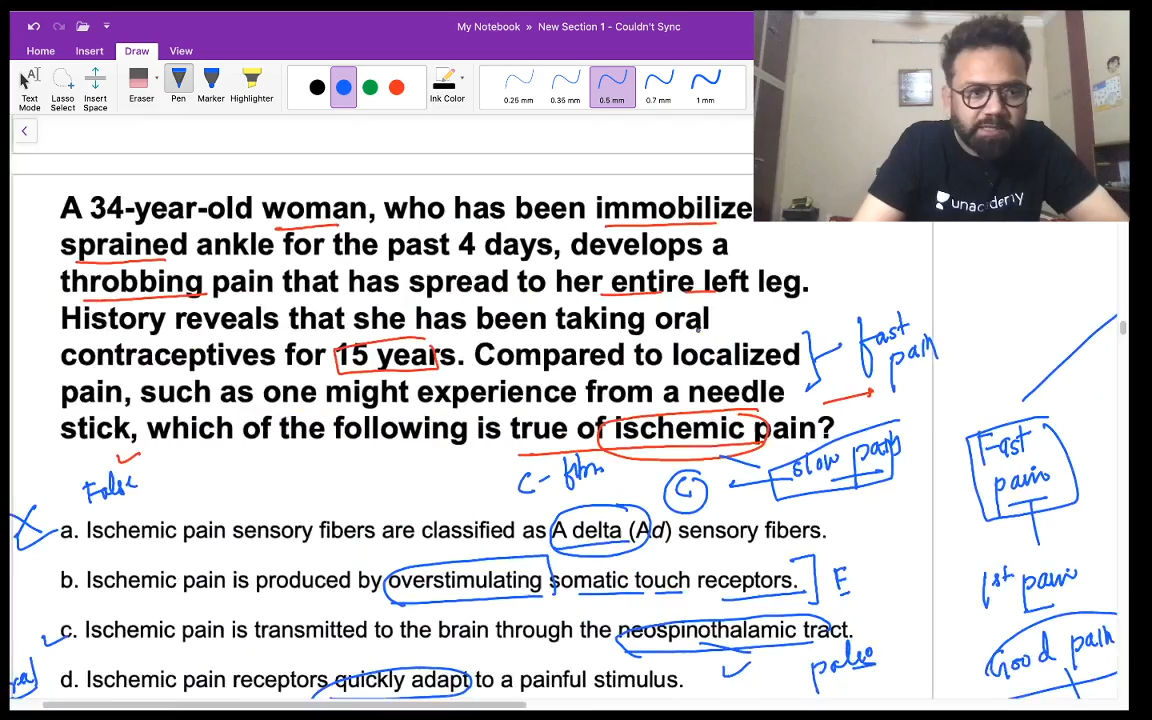 My Notebook » New Section 1 - Couldn't Sync
Home Insert Draw View
Text Mode
Lasso Select
Insert Space
Eraser
Pen
Marker
Highlighter
Ink Color
0.25 mm
0.35 mm
0.5 mm
0.7 mm
1 mm
unacademy
A 34-year-old woman, who has been immobilize
sprained ankle for the past 4 days, develops a
throbbing pain that has spread to her entire left leg.
History reveals that she has been taking oral
contraceptives for 15 years. Compared to localized
pain, such as one might experience from a needle
stick, which of the following is true of ischemic pain?
fast
pain
slow pain
C - fibre
C
False
a. Ischemic pain sensory fibers are classified as A delta (Ad) sensory fibers.
b. Ischemic pain is produced by overstimulating somatic touch receptors.
F
c. Ischemic pain is transmitted to the brain through the neospinothalamic tract.
paleo
d. Ischemic pain receptors quickly adapt to a painful stimulus.
Fast
pain
1st pain
Good pain